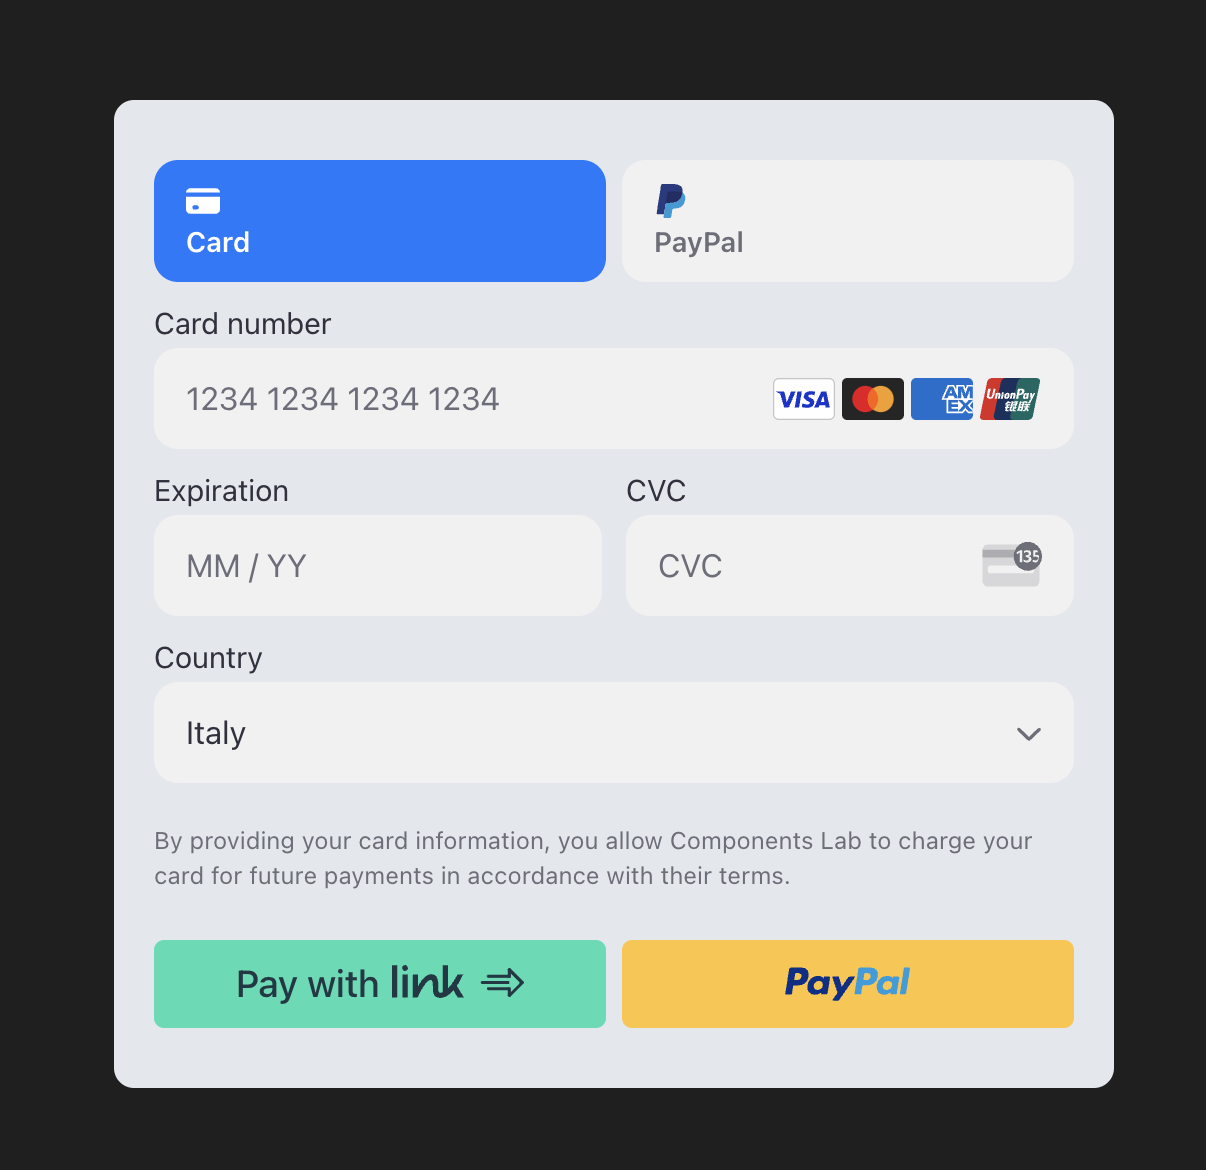 Card
PayPal
Card number
1234 1234 1234 1234
VISA
AM
EX
UnionPay
银联
Expiration
CVC
MM / YY
CVC
135
Country
Italy
By providing your card information, you allow Components Lab to charge your
card for future payments in accordance with their terms.
Pay with link
PayPal